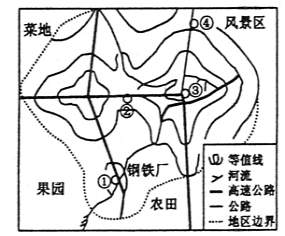 菜地
④
风景区
③
②
钢铁厂
①
果园
农田
等值线
河流
高速公路
公路
地区边界